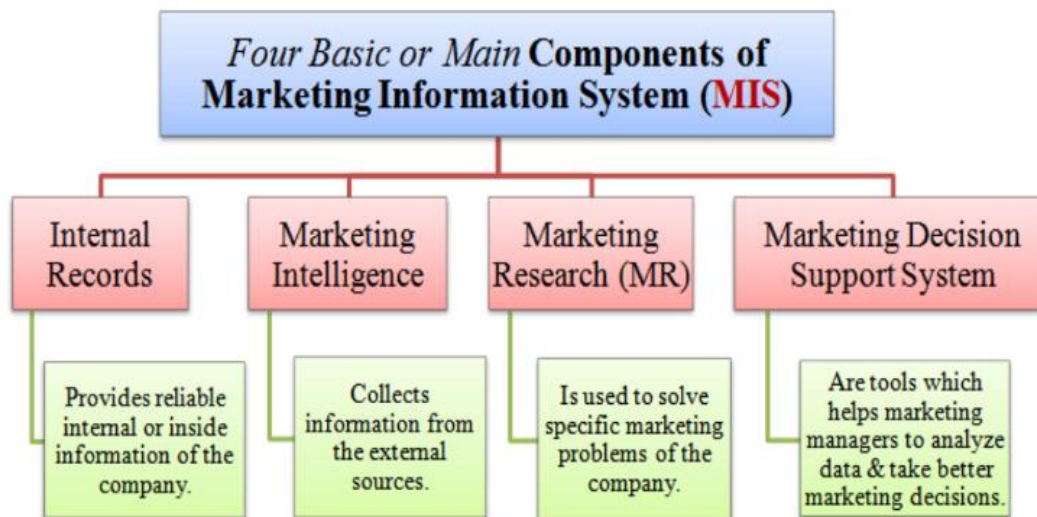 Four Basic or Main Components of
Marketing Information System (MIS)
Internal
Records
Marketing
Intelligence
Marketing
Research (MR)
Marketing Decision
Support System
Provides reliable
internal or inside
information of the
company.
Collects
information from
the external
sources.
Is used to solve
specific marketing
problems of the
company.
Are tools which
helps marketing
managers to analyze
data & take better
marketing decisions.